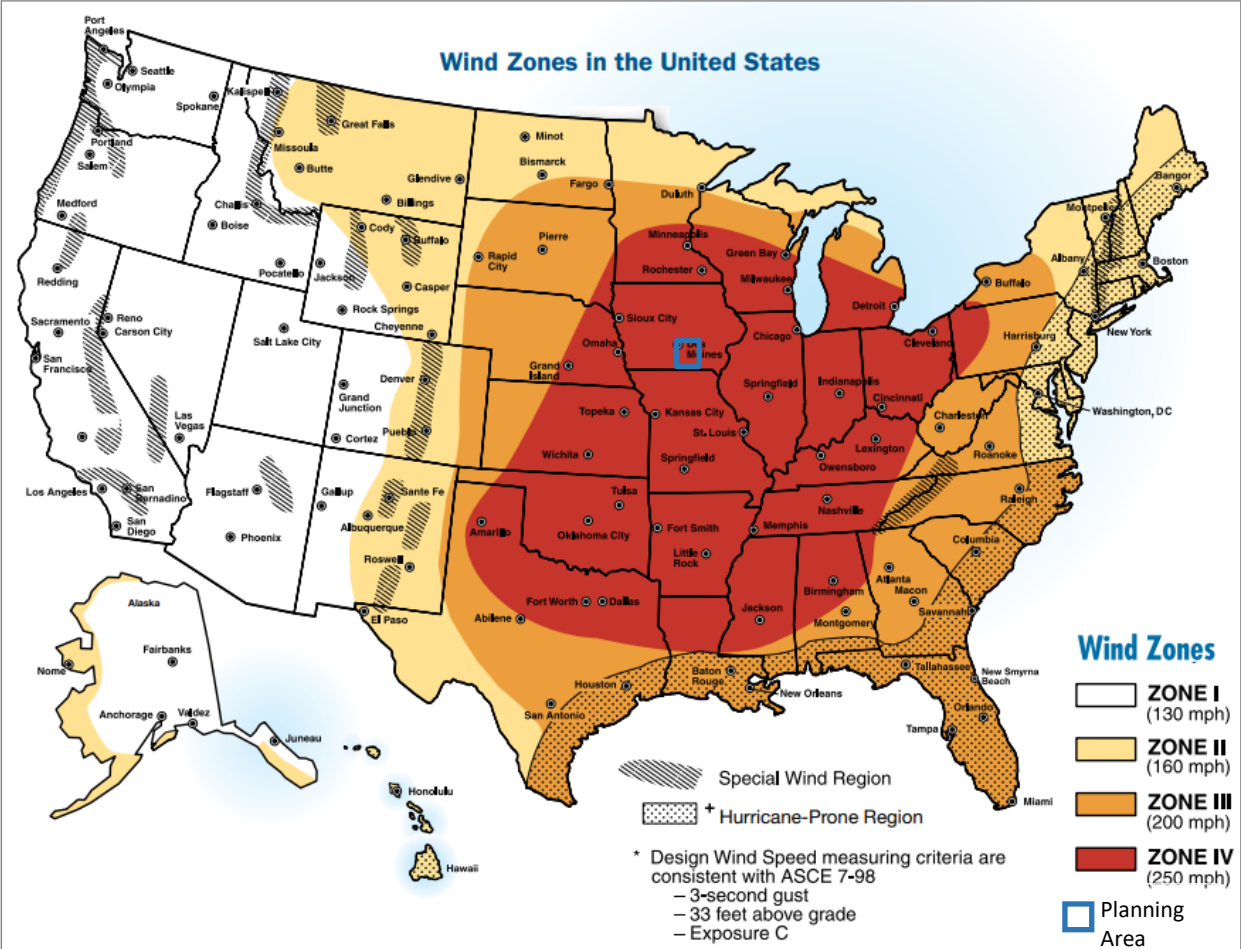 Wind Zones in the United States
Port
Angeles
Seattle
Olympia
Spokane
Kalispell
Great Falls
Minot
Portland
Salem
Missoula
Butte
Glendive
Bismarck
Fargo
Duluth
Bangor
Medford
Challis
Boise
Billings
Cody
Buffalo
Pierre
Rapid
City
Minneapolis
Green Bay
Montpelier
Albany
Boston
Redding
Pocatello
Jackson
Casper
Rochester
Milwaukee
Detroit
Buffalo
Reno
Carson City
Sacramento
San
Francisco
Salt Lake City
Rock Springs
Cheyenne
Sioux City
Chicago
Cleveland
Harrisburg
New York
Omaha
Des
Moines
Grand
Island
Denver
Grand
Junction
Las
Vegas
Cortez
Pueblo
Topeka
Kansas City
Springfield
Indianapolis
Cincinnati
Charleston
Washington, DC
St. Louis
Wichita
Springfield
Lexington
Owensboro
Roanoke
Los Angeles
San
Bernadino
San
Diego
Flagstaff
Phoenix
Gallup
Sante Fe
Albuquerque
Roswell
El Paso
Tulsa
Amarillo
Oklahoma City
Fort Smith
Little
Rock
Memphis
Nashville
Raleigh
Columbia
Atlanta
Macon
Birmingham
Montgomery
Savannah
Fort Worth
Dallas
Abilene
Jackson
Baton
Rouge
New Orleans
Houston
San Antonio
Tallahassee
New Smyrna
Beach
Orlando
Tampa
Miami
Alaska
Fairbanks
Nome
Anchorage
Valdez
Juneau
Honolulu
Hawaii
Special Wind Region
+ Hurricane-Prone Region
* Design Wind Speed measuring criteria are
consistent with ASCE 7-98
– 3-second gust
– 33 feet above grade
– Exposure C
Wind Zones
ZONE I
(130 mph)
ZONE II
(160 mph)
ZONE III
(200 mph)
ZONE IV
(250 mph)
Planning
Area